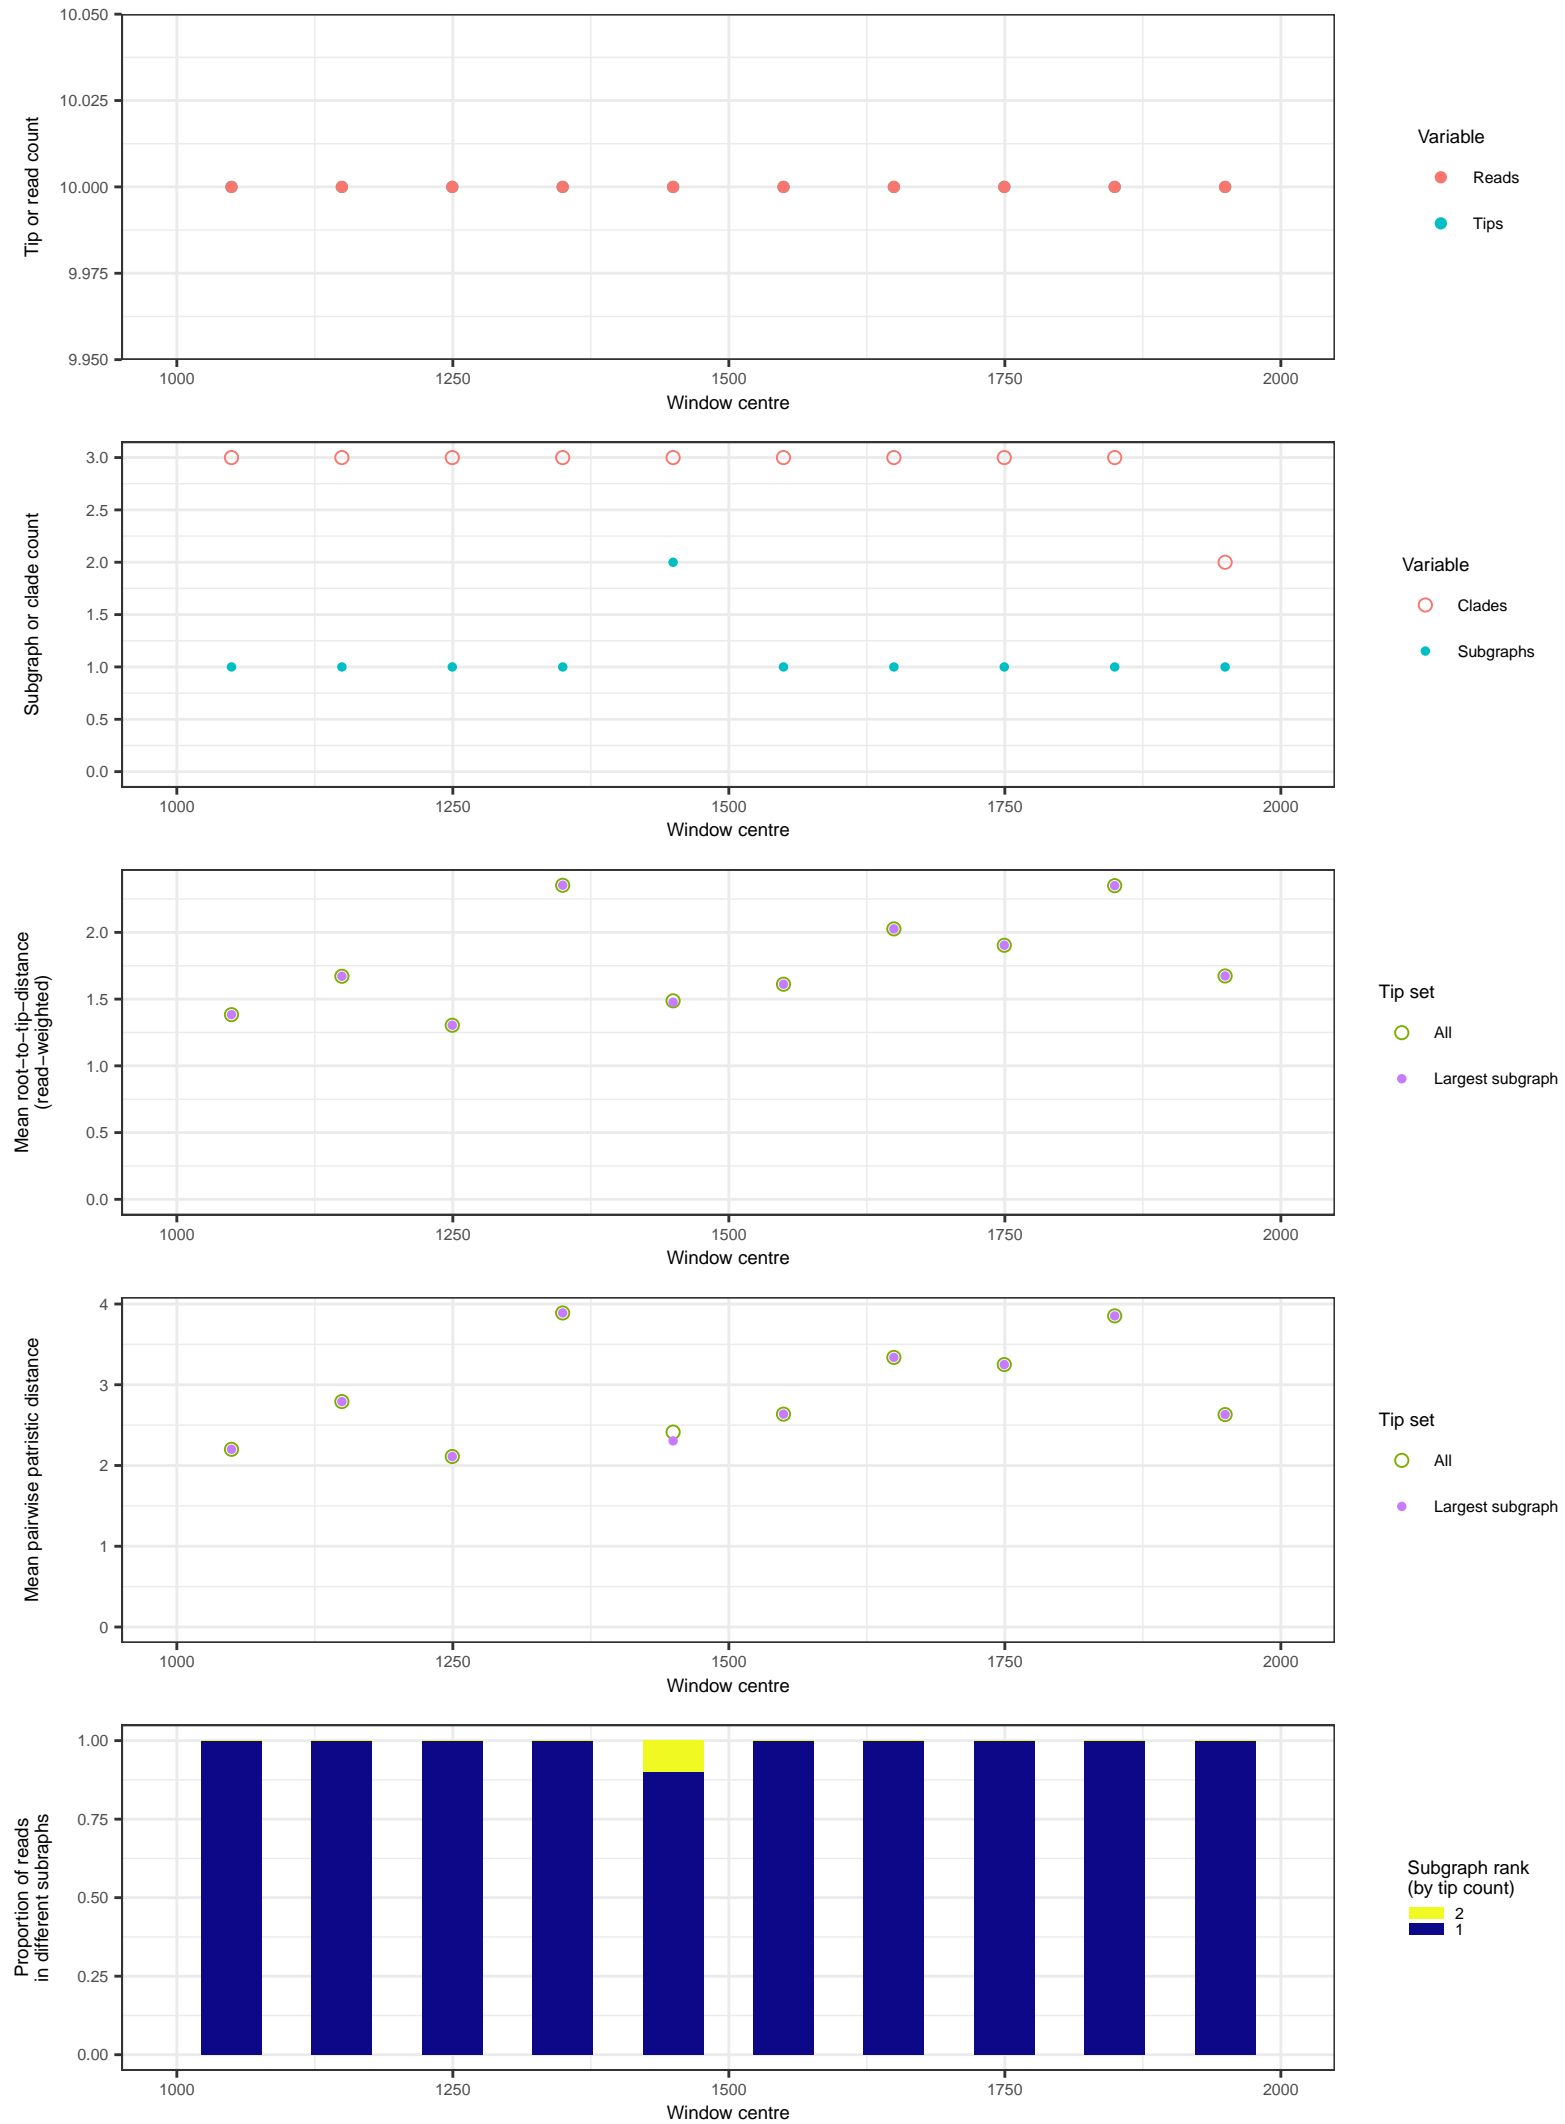 Tip or read count
10.050
10.025
10.000
9.975
9.950
1000 1250 1500 1750 2000
Window centre
Variable
Reads
Tips
Subgraph or clade count
3.0
2.5
2.0
1.5
1.0
0.5
0.0
1000 1250 1500 1750 2000
Window centre
Variable
Clades
Subgraphs
Mean root−to−tip−distance
(read−weighted)
2.0
1.5
1.0
0.5
0.0
1000 1250 1500 1750 2000
Window centre
Tip set
All
Largest subgraph
Mean pairwise patristic distance
4
3
2
1
0
1000 1250 1500 1750 2000
Window centre
Tip set
All
Largest subgraph
Proportion of reads
in different subraphs
1.00
0.75
0.50
0.25
0.00
1000 1250 1500 1750 2000
Window centre
Subgraph rank
(by tip count)
2
1